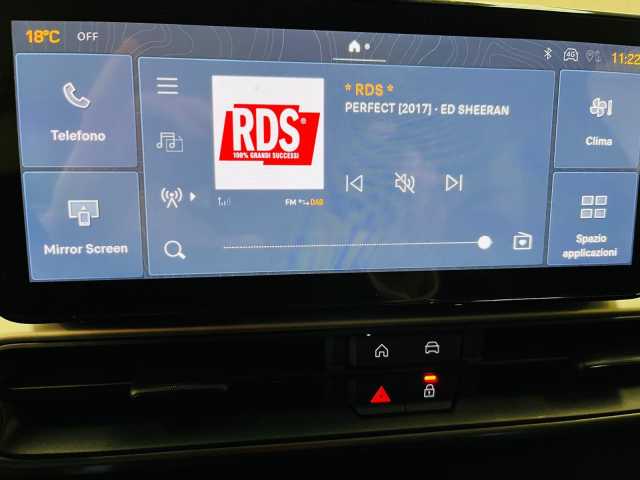 18°C OFF
4G
11:22
Telefono
Mirror Screen
RDS®
100% GRANDI SUCCESSI
FM DAB
* RDS *
PERFECT [2017] · ED SHEERAN
Clima
Spazio
applicazioni